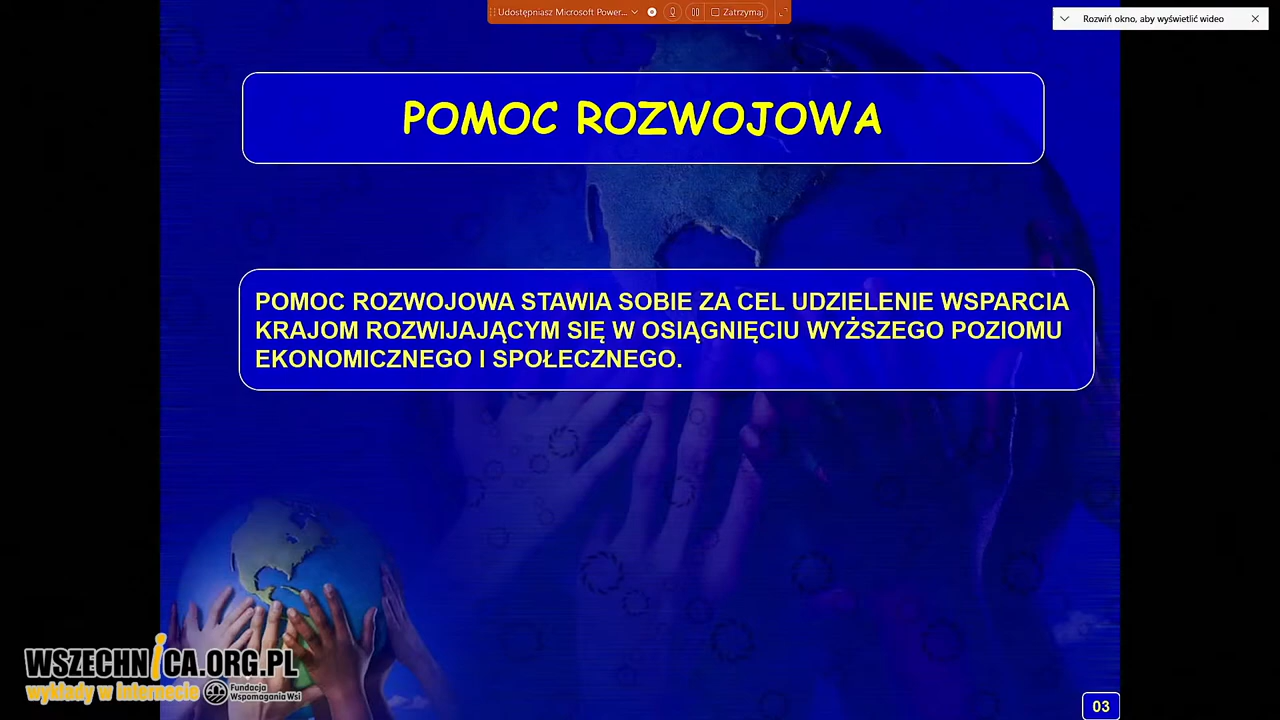 Udostępniasz Microsoft Power...
Zatrzymaj
Rozwiń okno, aby wyświetlić wideo
POMOC ROZWOJOWA
POMOC ROZWOJOWA STAWIA SOBIE ZA CEL UDZIELENIE WSPARCIA
KRAJOM ROZWIJAJĄCYM SIĘ W OSIĄGNIĘCIU WYŻSZEGO POZIOMU
EKONOMICZNEGO I SPOŁECZNEGO.
WSZECHNICA.ORG.PL
wykłady w internecie
Fundacja
Wspomagania Wsi
03